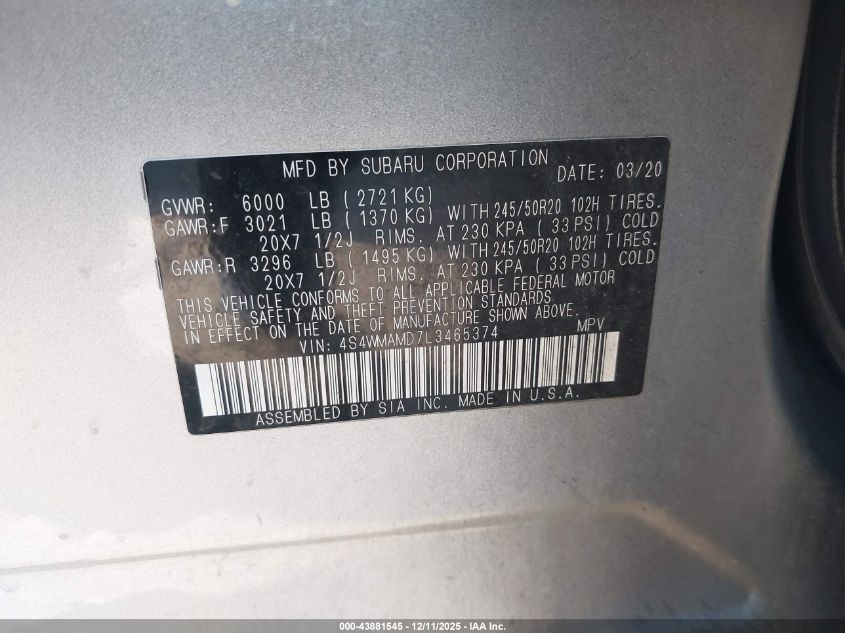 MFD BY SUBARU CORPORATION DATE: 03/20
GVWR: 6000 LB ( 2721 KG)
GAWR:F 3021 LB ( 1370 KG) WITH 245/50R20 102H TIRES.
20X7 1/2J RIMS. AT 230 KPA ( 33 PSI) COLD
GAWR:R 3296 LB ( 1495 KG) WITH 245/50R20 102H TIRES.
20X7 1/2J RIMS. AT 230 KPA ( 33 PSI) COLD
THIS VEHICLE CONFORMS TO ALL APPLICABLE FEDERAL MOTOR
VEHICLE SAFETY AND THEFT PREVENTION STANDARDS
IN EFFECT ON THE DATE OF MANUFACTURE SHOWN ABOVE.
VIN: 4S4WMAMD7L3465374 MPV
ASSEMBLED BY SIA INC. MADE IN U.S.A.
000-43881545 - 12/11/2025 - IAA Inc.